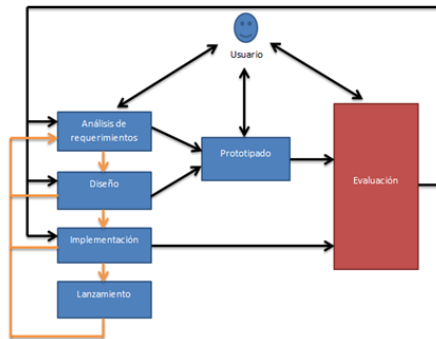 Usuario
Análisis de
requerimientos
Prototipado
Diseño
Evaluación
Implementación
Lanzamiento